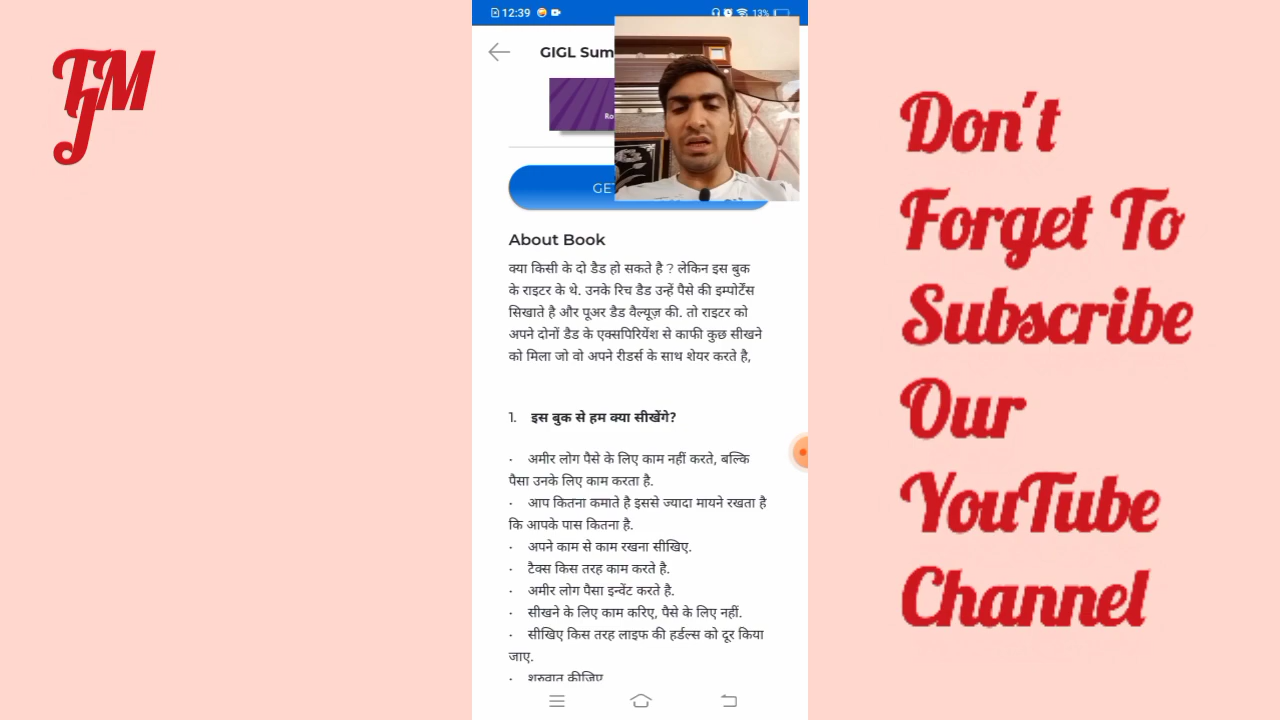 TFMJ
12:39
13%
GIGL Sum
Ro
GE
About Book
क्या किसी के दो डैड हो सकते है ? लेकिन इस बुक
के राइटर के थे. उनके रिच डैड उन्हें पैसे की इम्पोर्टेंस
सिखाते है और पूअर डैड वैल्यूज़ की. तो राइटर को
अपने दोनों डैड के एक्सपिरियेंश से काफी कुछ सीखने
को मिला जो वो अपने रीडर्स के साथ शेयर करते है,
1. इस बुक से हम क्या सीखेंगे?
· अमीर लोग पैसे के लिए काम नहीं करते, बल्कि
पैसा उनके लिए काम करता है.
· आप कितना कमाते है इससे ज्यादा मायने रखता है
कि आपके पास कितना है.
· अपने काम से काम रखना सीखिए.
· टैक्स किस तरह काम करते है.
· अमीर लोग पैसा इन्वेंट करते है.
· सीखने के लिए काम करिए, पैसे के लिए नहीं.
· सीखिए किस तरह लाइफ की हर्डल्स को दूर किया
जाए.
· शुरुवात कीजिए
Don't
Forget To
Subscribe
Our
YouTube
Channel